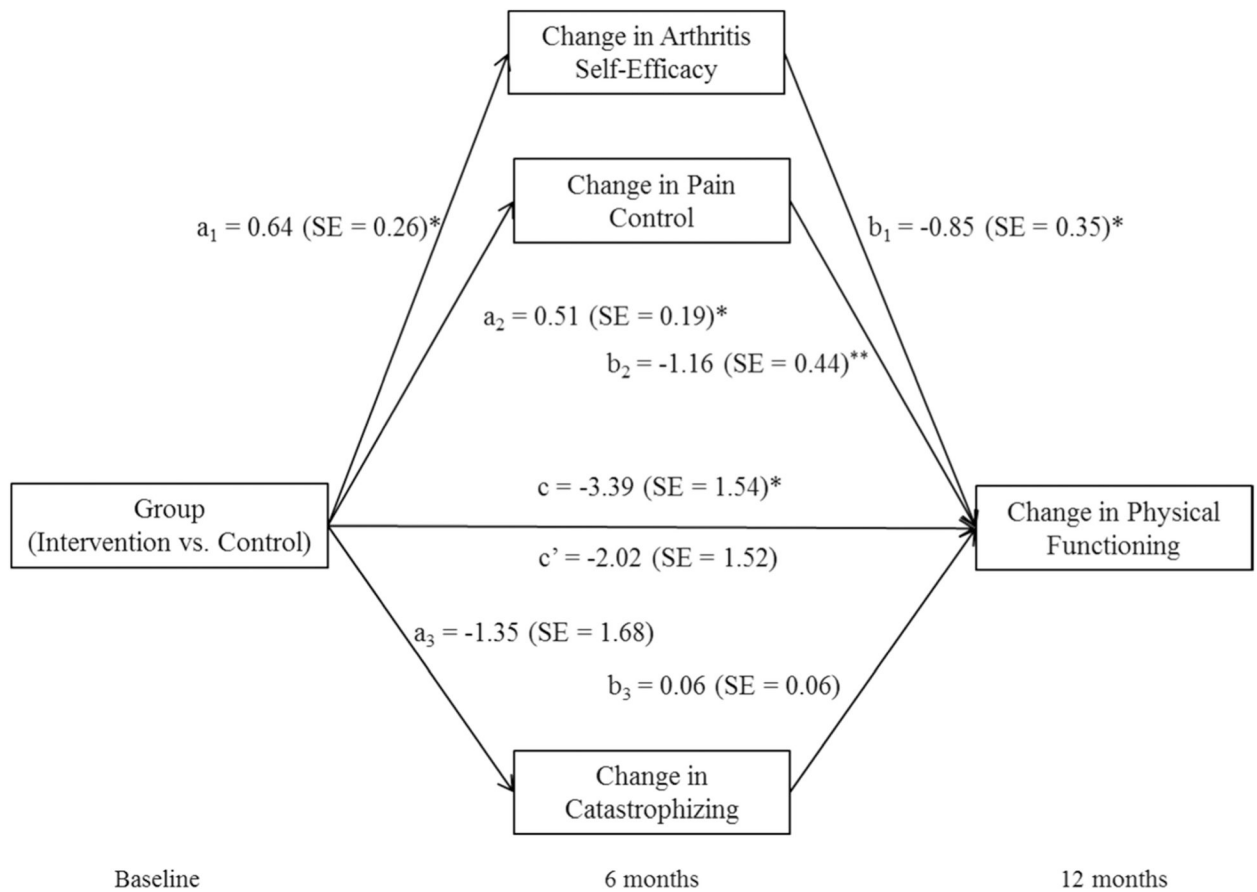 Change in Arthritis
Self-Efficacy
Change in Pain
Control
a₁ = 0.64 (SE = 0.26)*
b₁ = -0.85 (SE = 0.35)*
a₂ = 0.51 (SE = 0.19)*
b₂ = -1.16 (SE = 0.44)**
c = -3.39 (SE = 1.54)*
Group
(Intervention vs. Control)
Change in Physical
Functioning
c’ = -2.02 (SE = 1.52)
a₃ = -1.35 (SE = 1.68)
b₃ = 0.06 (SE = 0.06)
Change in
Catastrophizing
Baseline
6 months
12 months